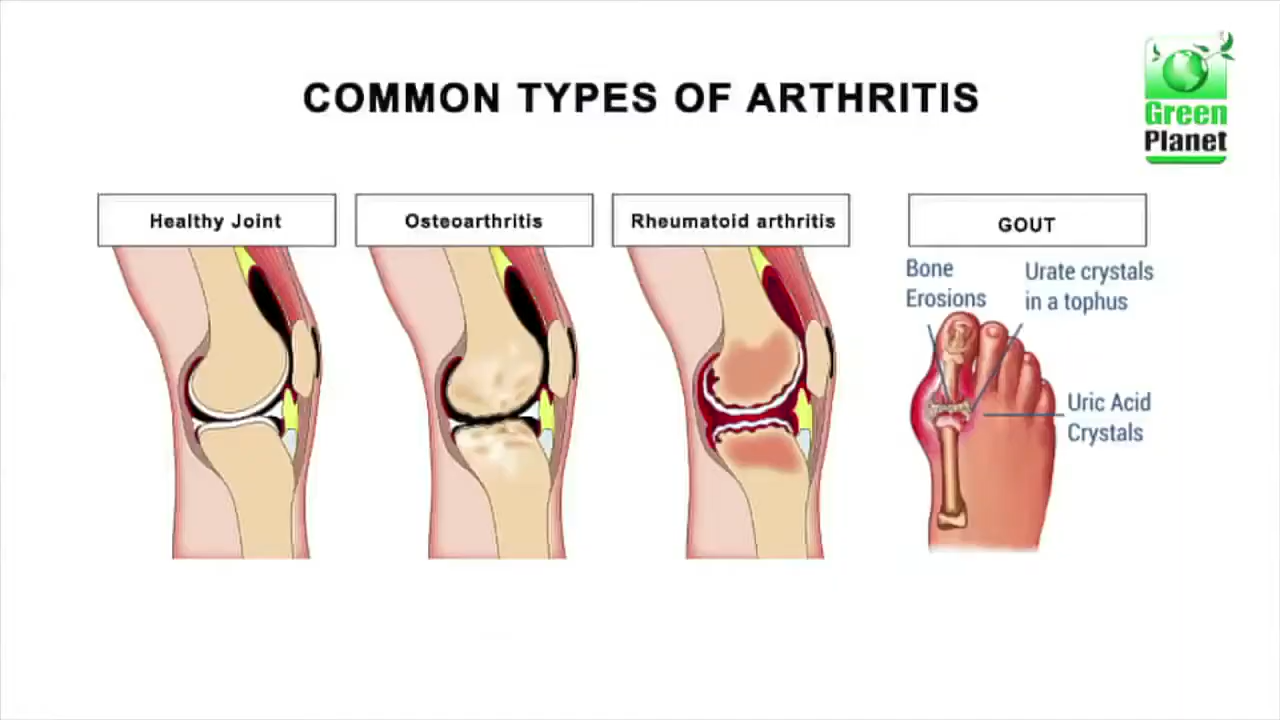 COMMON TYPES OF ARTHRITIS
Green
Planet
Healthy Joint
Osteoarthritis
Rheumatoid arthritis
GOUT
Bone
Erosions
Urate crystals
in a tophus
Uric Acid
Crystals